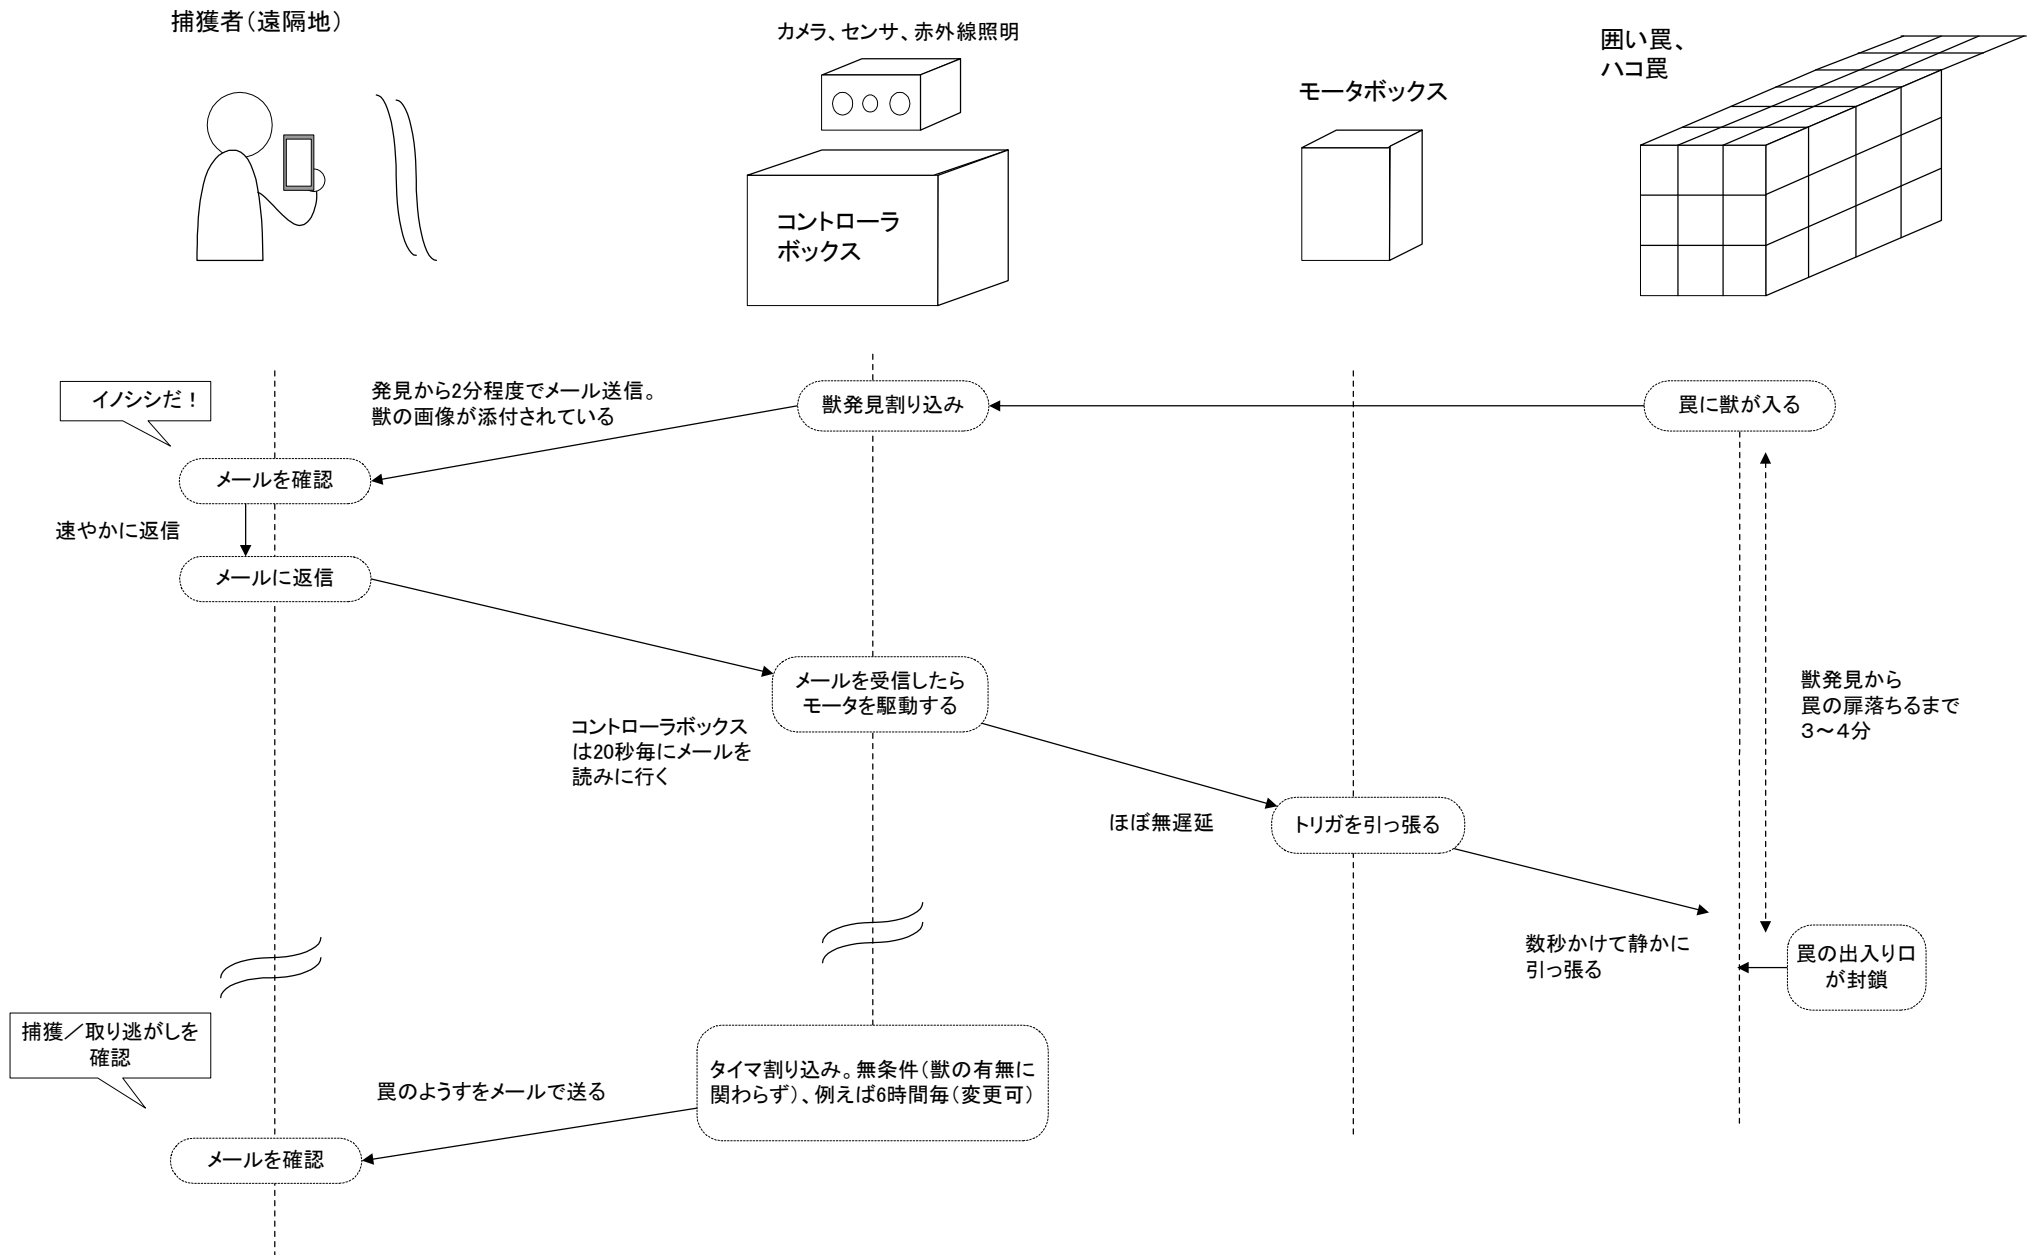 捕獲者(遠隔地)
カメラ、センサ、赤外線照明
囲い罠、
ハコ罠
モータボックス
コントローラ
ボックス
イノシシだ!
発見から2分程度でメール送信。
獣の画像が添付されている
獣発見割り込み
罠に獣が入る
メールを確認
速やかに返信
メールに返信
メールを受信したら
モータを駆動する
コントローラボックス
は20秒毎にメールを
読みに行く
獣発見から
罠の扉落ちるまで
3~4分
ほぼ無遅延
トリガを引っ張る
数秒かけて静かに
引っ張る
罠の出入り口
が封鎖
捕獲/取り逃がしを
確認
タイマ割り込み。無条件(獣の有無に
関わらず)、例えば6時間毎(変更可)
罠のようすをメールで送る
メールを確認